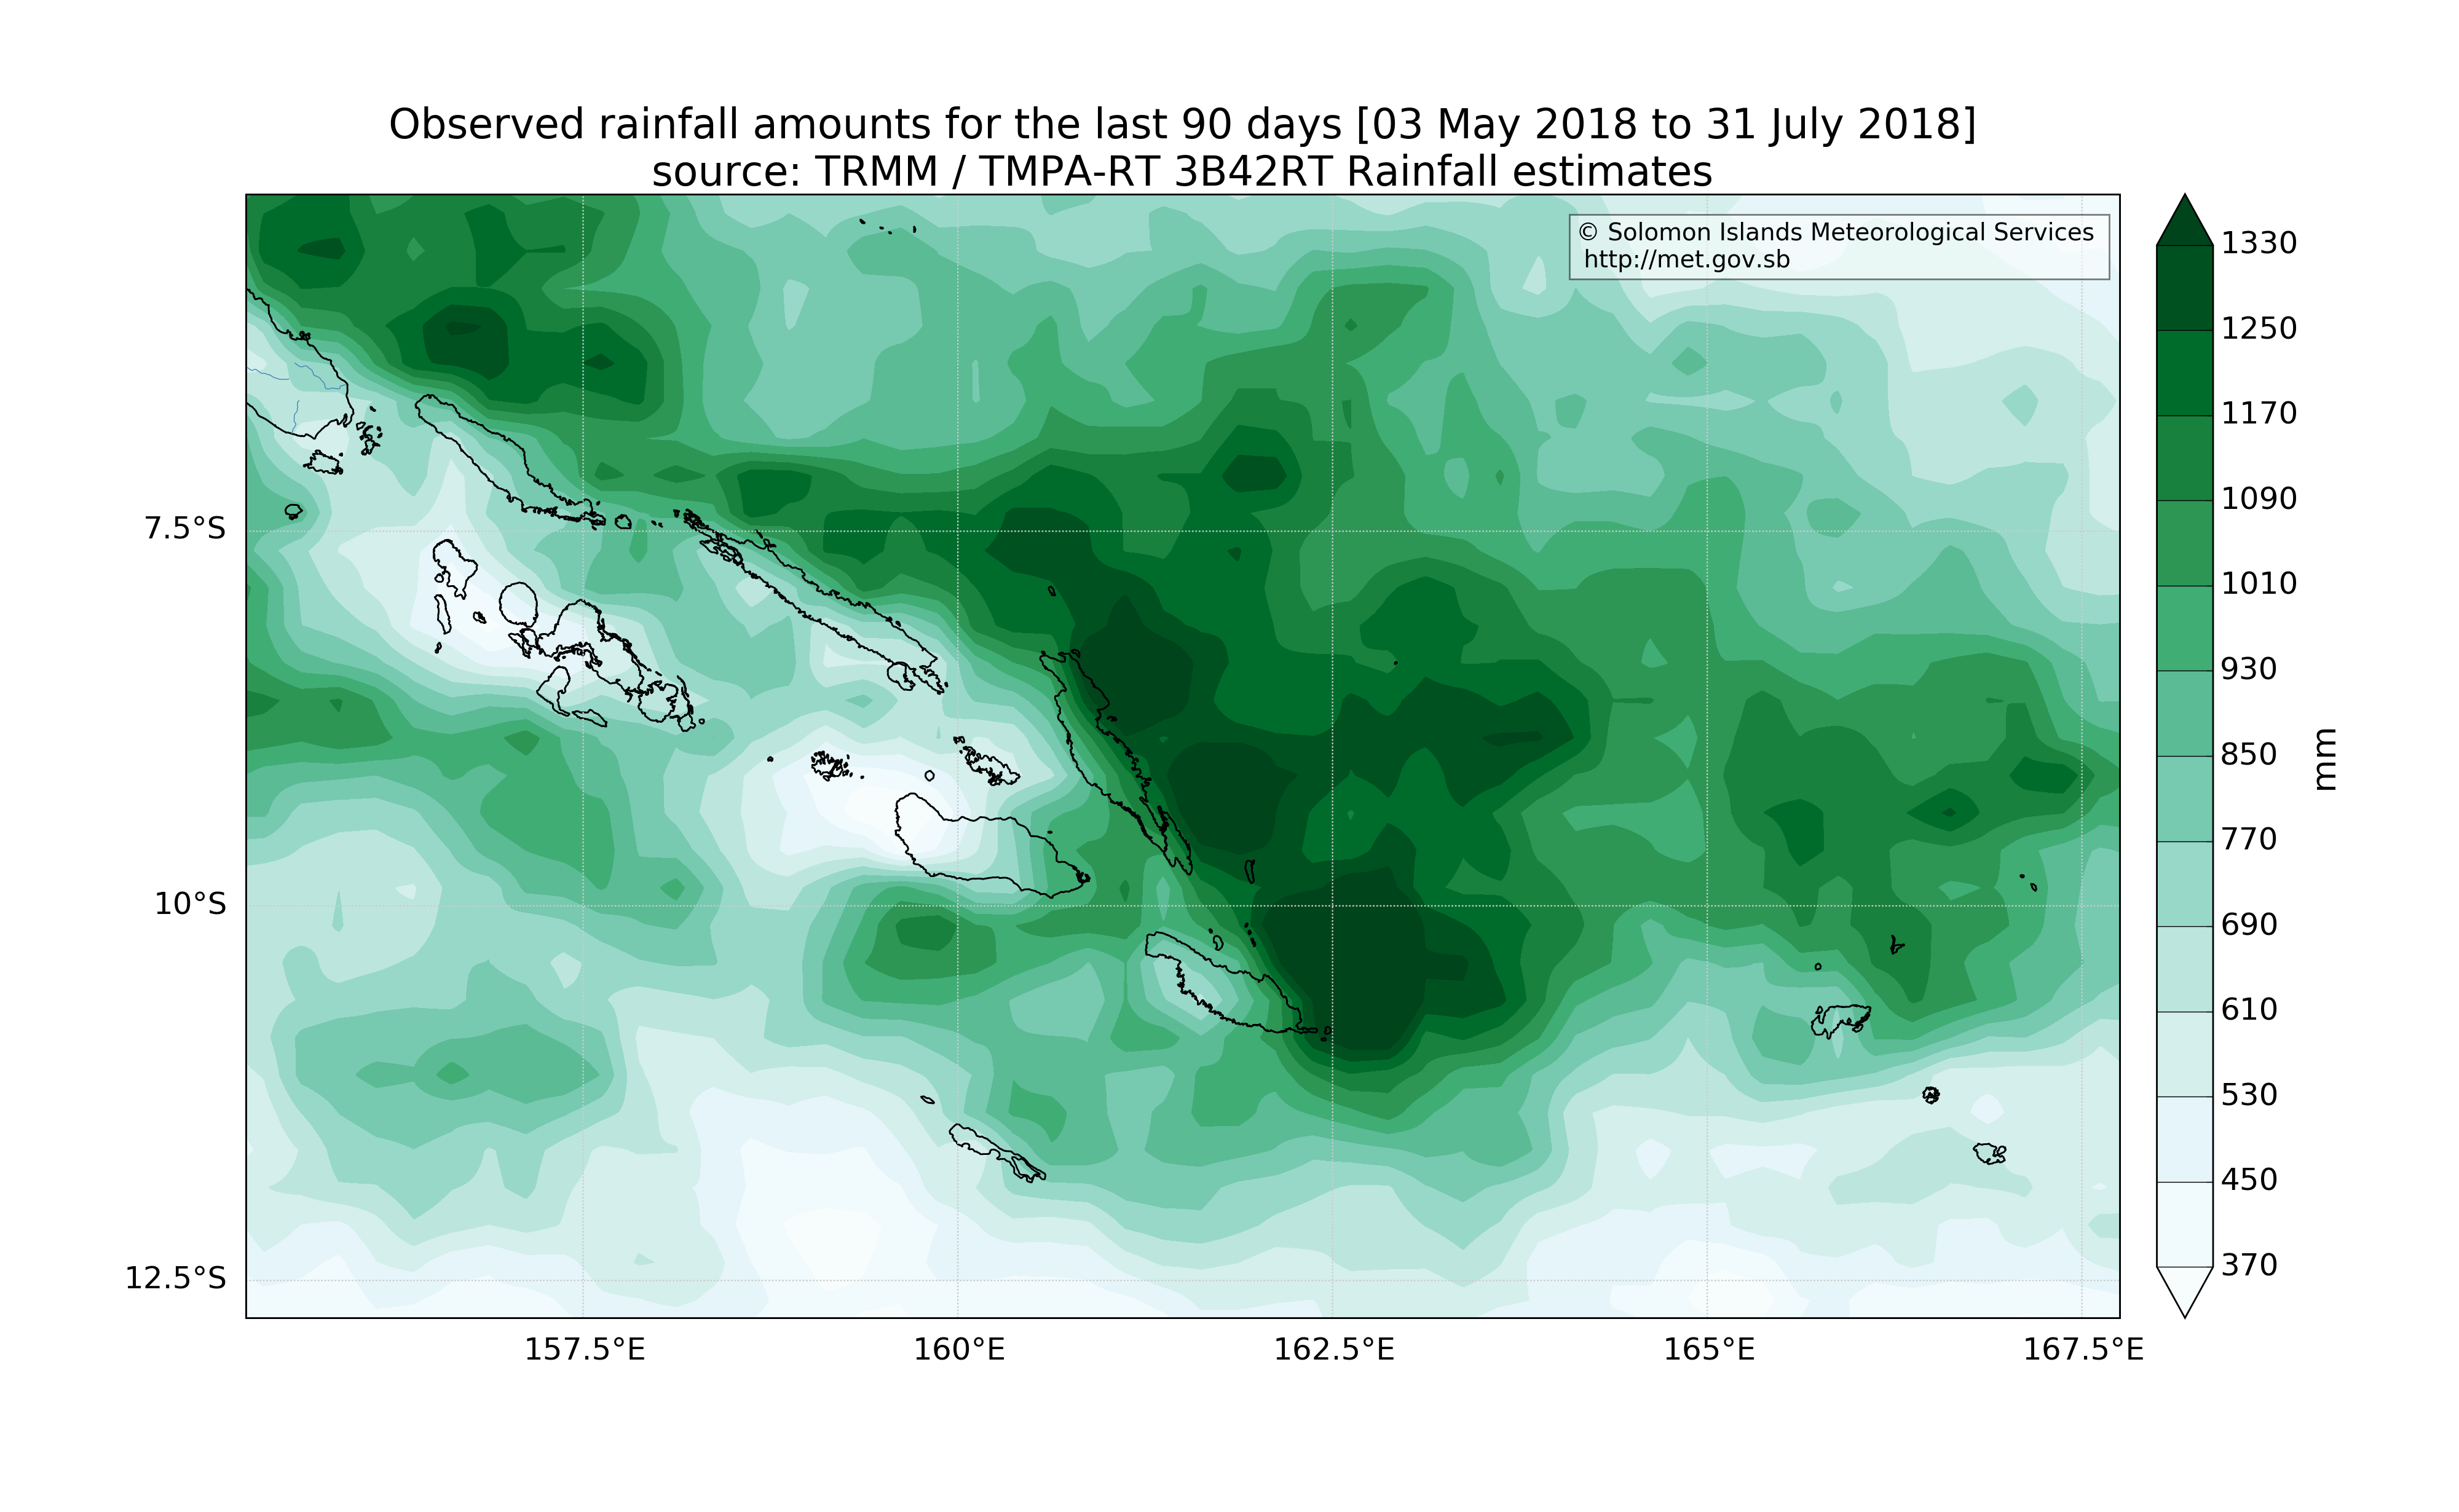 Observed rainfall amounts for the last 90 days [03 May 2018 to 31 July 2018]
source: TRMM / TMPA-RT 3B42RT Rainfall estimates
© Solomon Islands Meteorological Services
http://met.gov.sb
7.5°S
10°S
12.5°S
157.5°E
160°E
162.5°E
165°E
167.5°E
1330
1250
1170
1090
1010
930
850
770
690
610
530
450
370
mm